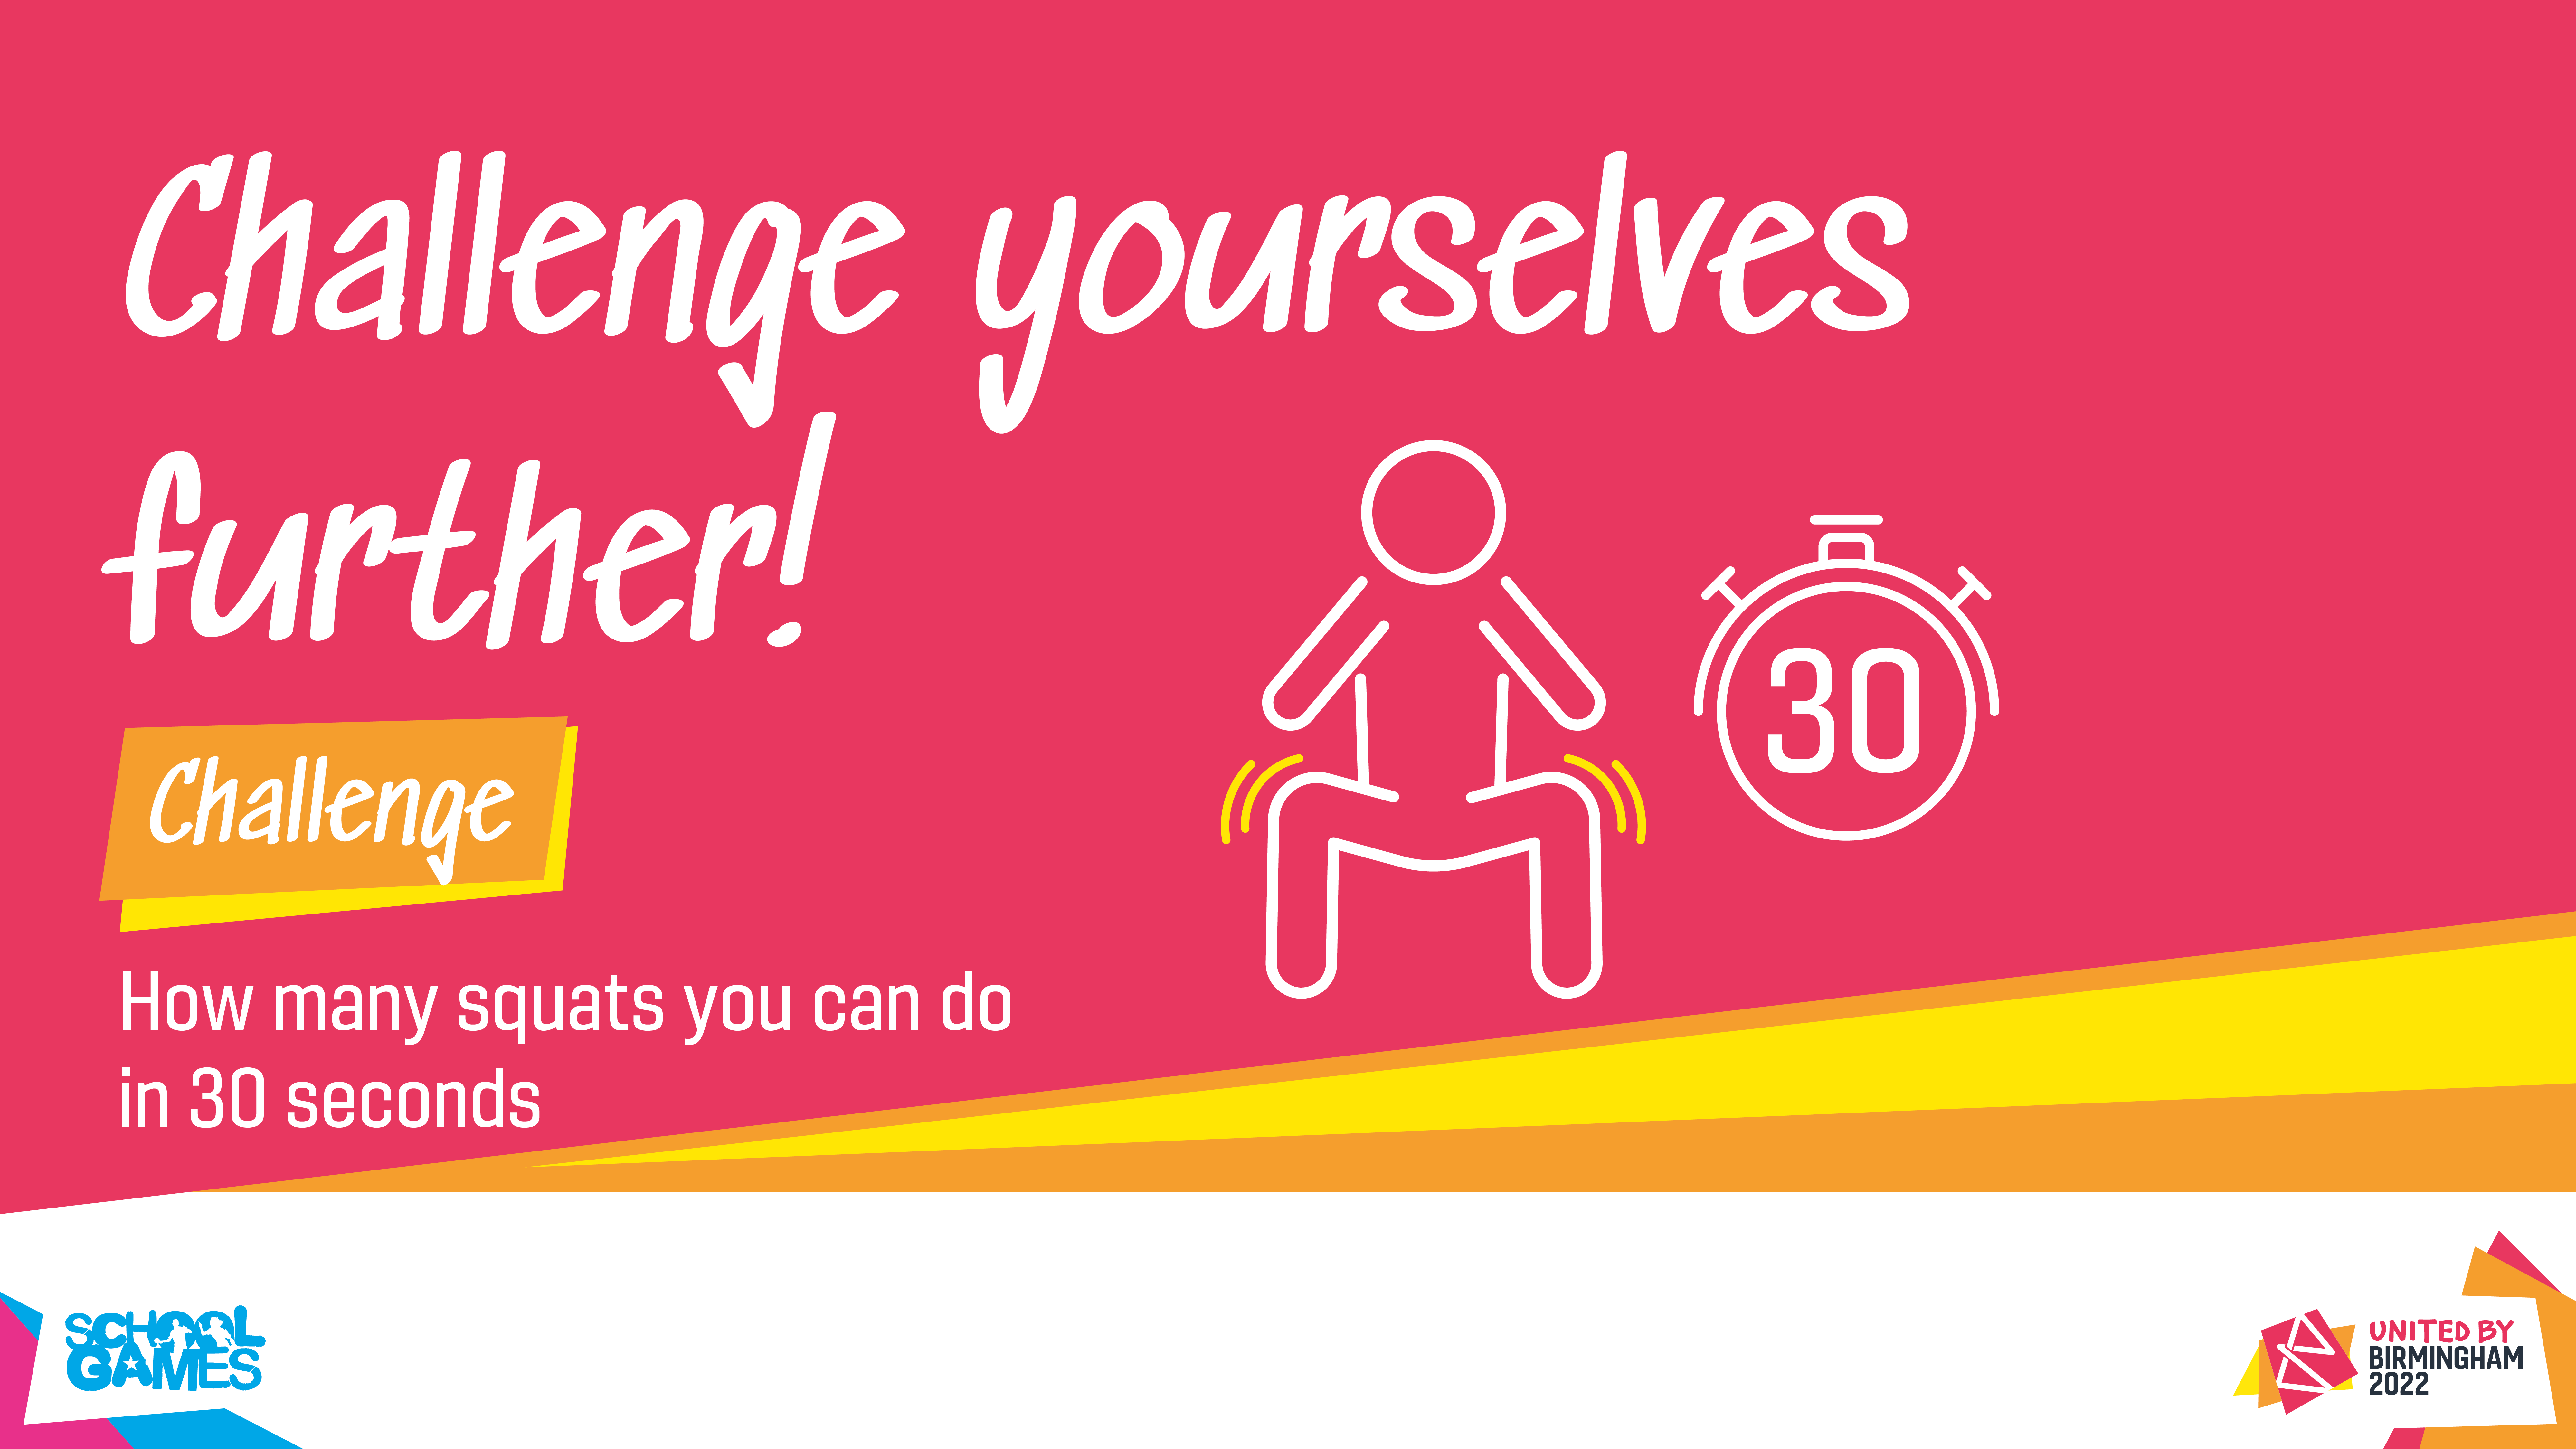 Challenge yourselves
further!
30
Challenge
How many squats you can do
in 30 seconds
SCHOOL
GAMES
UNITED BY
BIRMINGHAM
2022